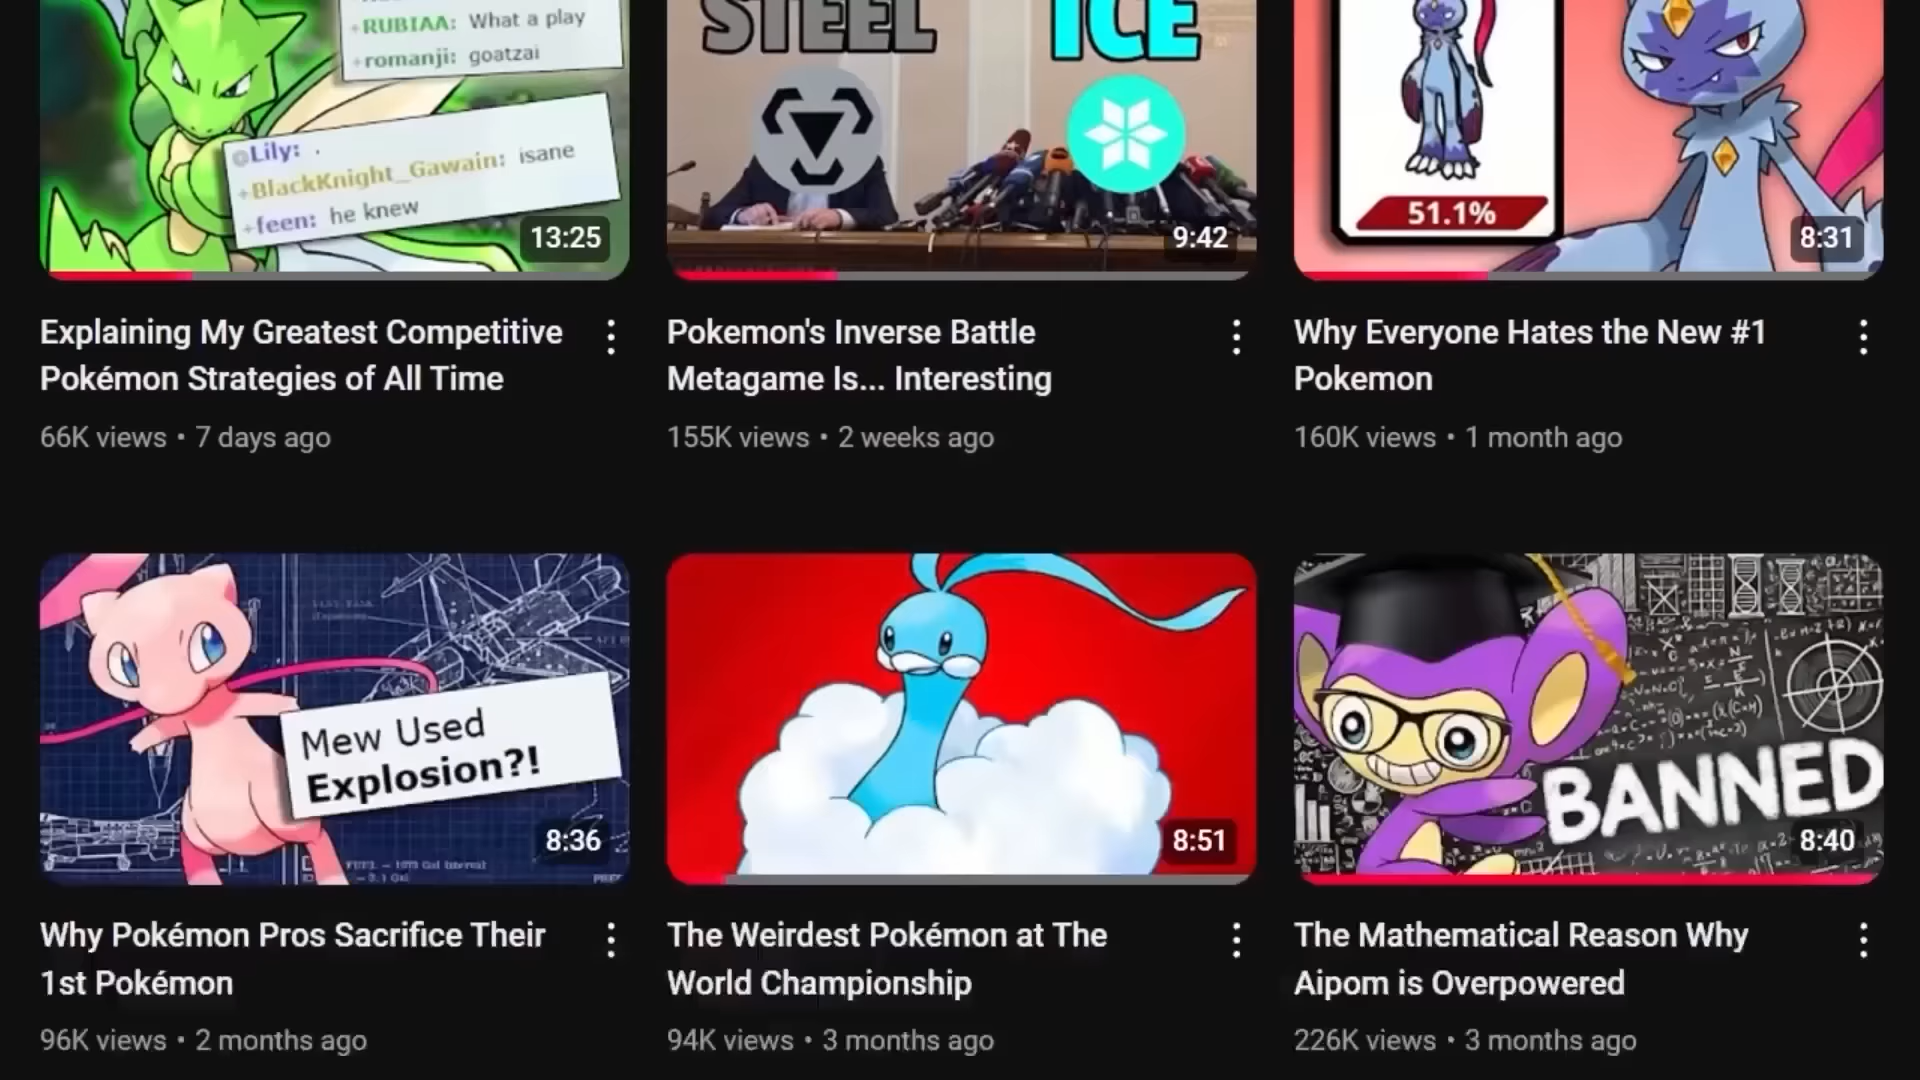 +RUBIAA: What a play
+romanji: goatzai
@Lily: .
+BlackKnight_Gawain: isane
+feen: he knew
13:25
STEEL
ICE
9:42
51.1%
8:31
Explaining My Greatest Competitive
Pokémon Strategies of All Time
66K views • 7 days ago
Pokemon's Inverse Battle
Metagame Is... Interesting
155K views • 2 weeks ago
Why Everyone Hates the New #1
Pokemon
160K views • 1 month ago
Mew Used
Explosion?!
8:36
8:51
BANNED
8:40
Why Pokémon Pros Sacrifice Their
1st Pokémon
96K views • 2 months ago
The Weirdest Pokémon at The
World Championship
94K views • 3 months ago
The Mathematical Reason Why
Aipom is Overpowered
226K views • 3 months ago